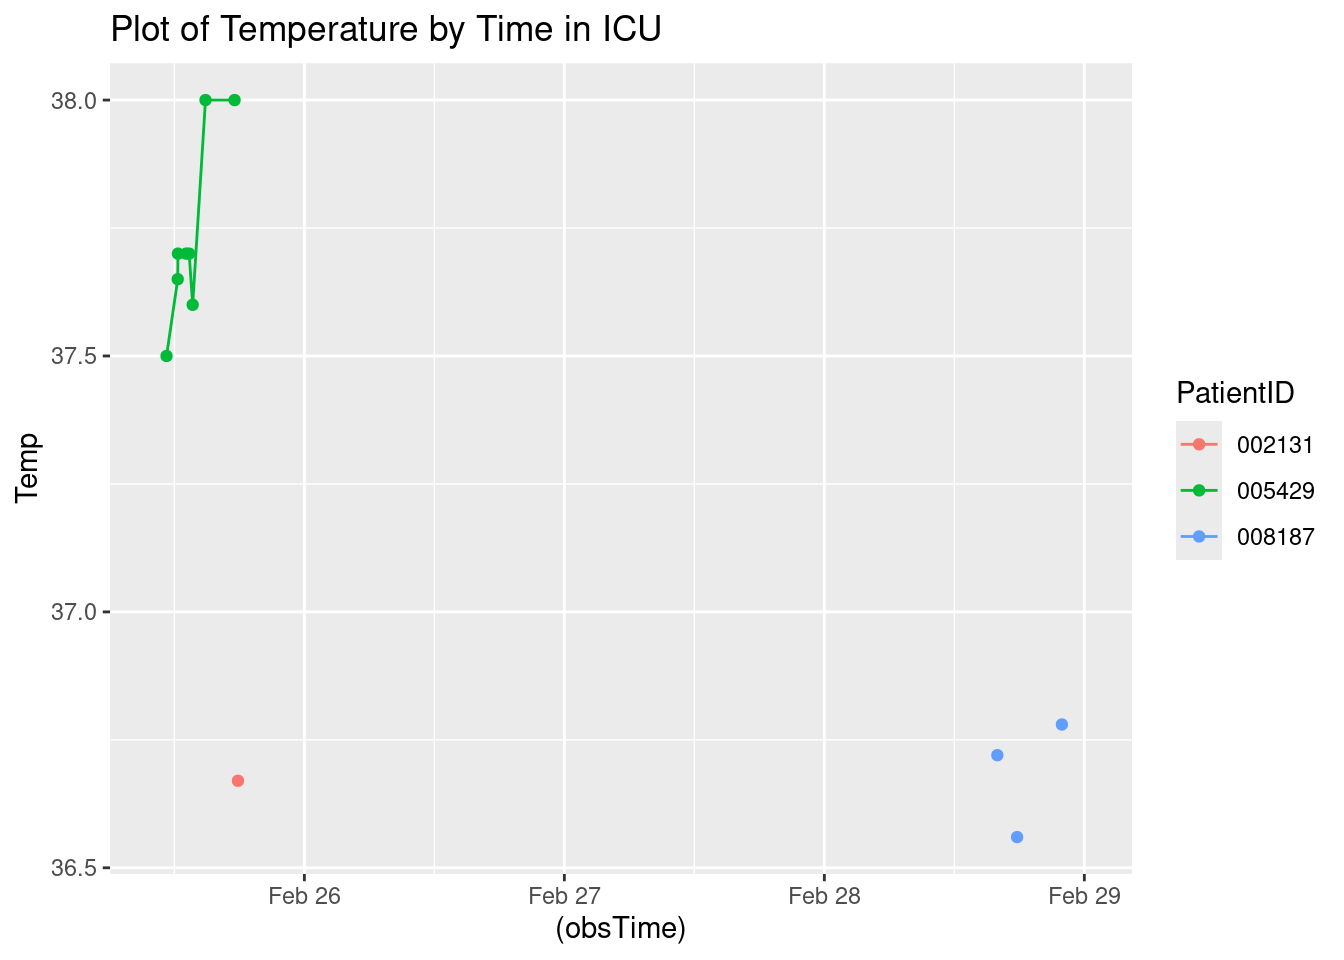 Plot of Temperature by Time in ICU
38.0
37.5
37.0
36.5
Temp
Feb 26
Feb 27
Feb 28
Feb 29
(obsTime)
PatientID
002131
005429
008187